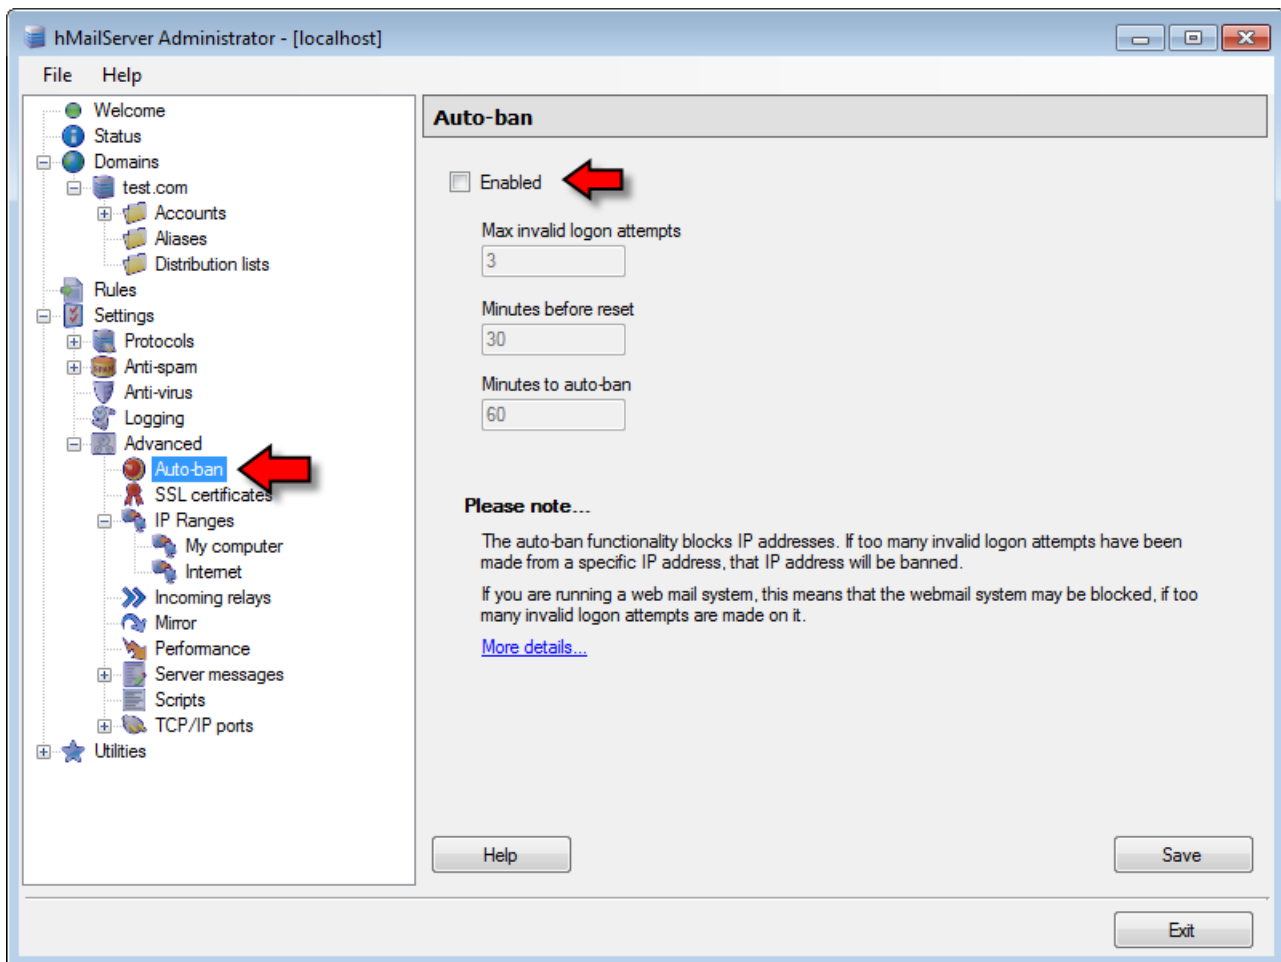 hMailServer Administrator - [localhost]
File Help
Welcome
Status
Domains
test.com
Accounts
Aliases
Distribution lists
Rules
Settings
Protocols
Anti-spam
Anti-virus
Logging
Advanced
Auto-ban
SSL certificates
IP Ranges
My computer
Internet
Incoming relays
Mirror
Performance
Server messages
Scripts
TCP/IP ports
Utilities
Auto-ban
Enabled
Max invalid logon attempts
3
Minutes before reset
30
Minutes to auto-ban
60
Please note...
The auto-ban functionality blocks IP addresses. If too many invalid logon attempts have been
made from a specific IP address, that IP address will be banned.
If you are running a web mail system, this means that the webmail system may be blocked, if too
many invalid logon attempts are made on it.
More details...
Help
Save
Exit